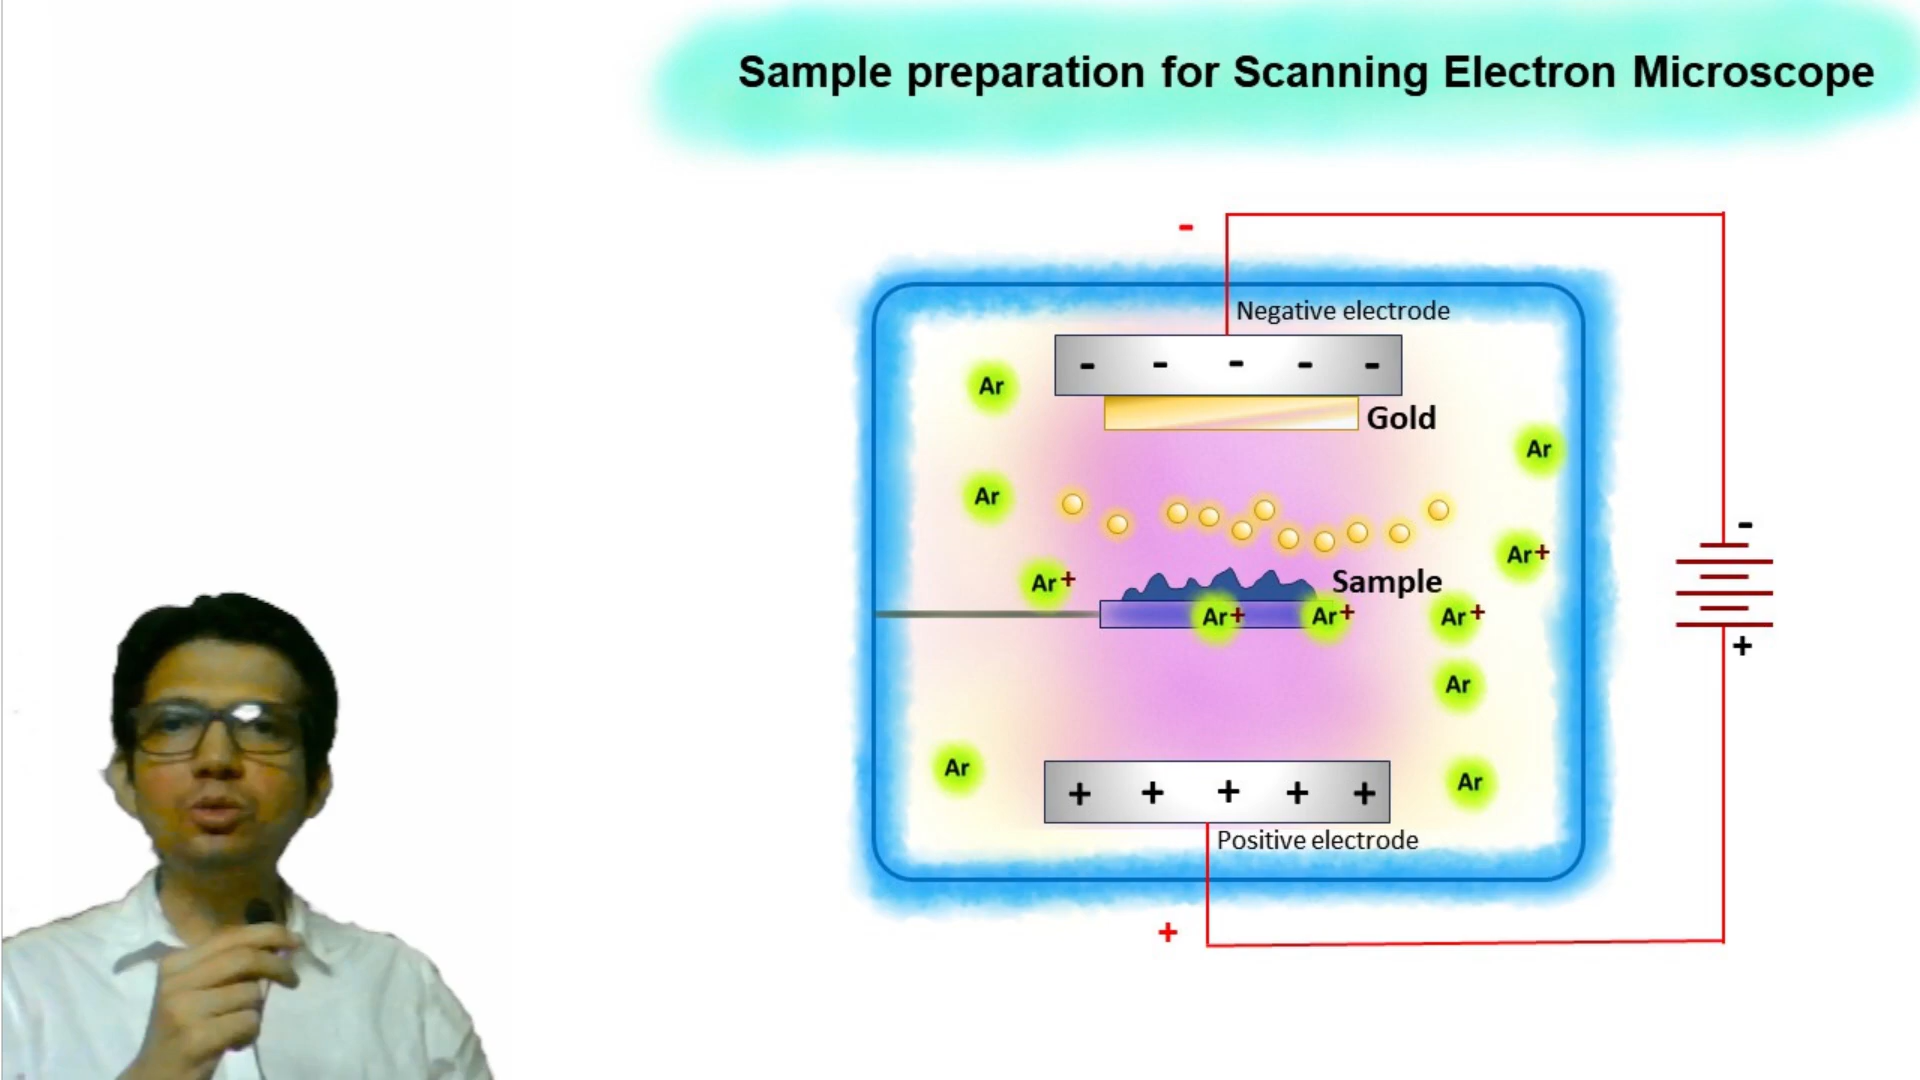 Sample preparation for Scanning Electron Microscope
-
Negative electrode
- - - - -
Ar
Gold
Ar
Ar
-
Ar+
Ar+
Sample
+
Ar+
Ar+
Ar+
Ar
Ar
Ar
+ + + + +
Positive electrode
+